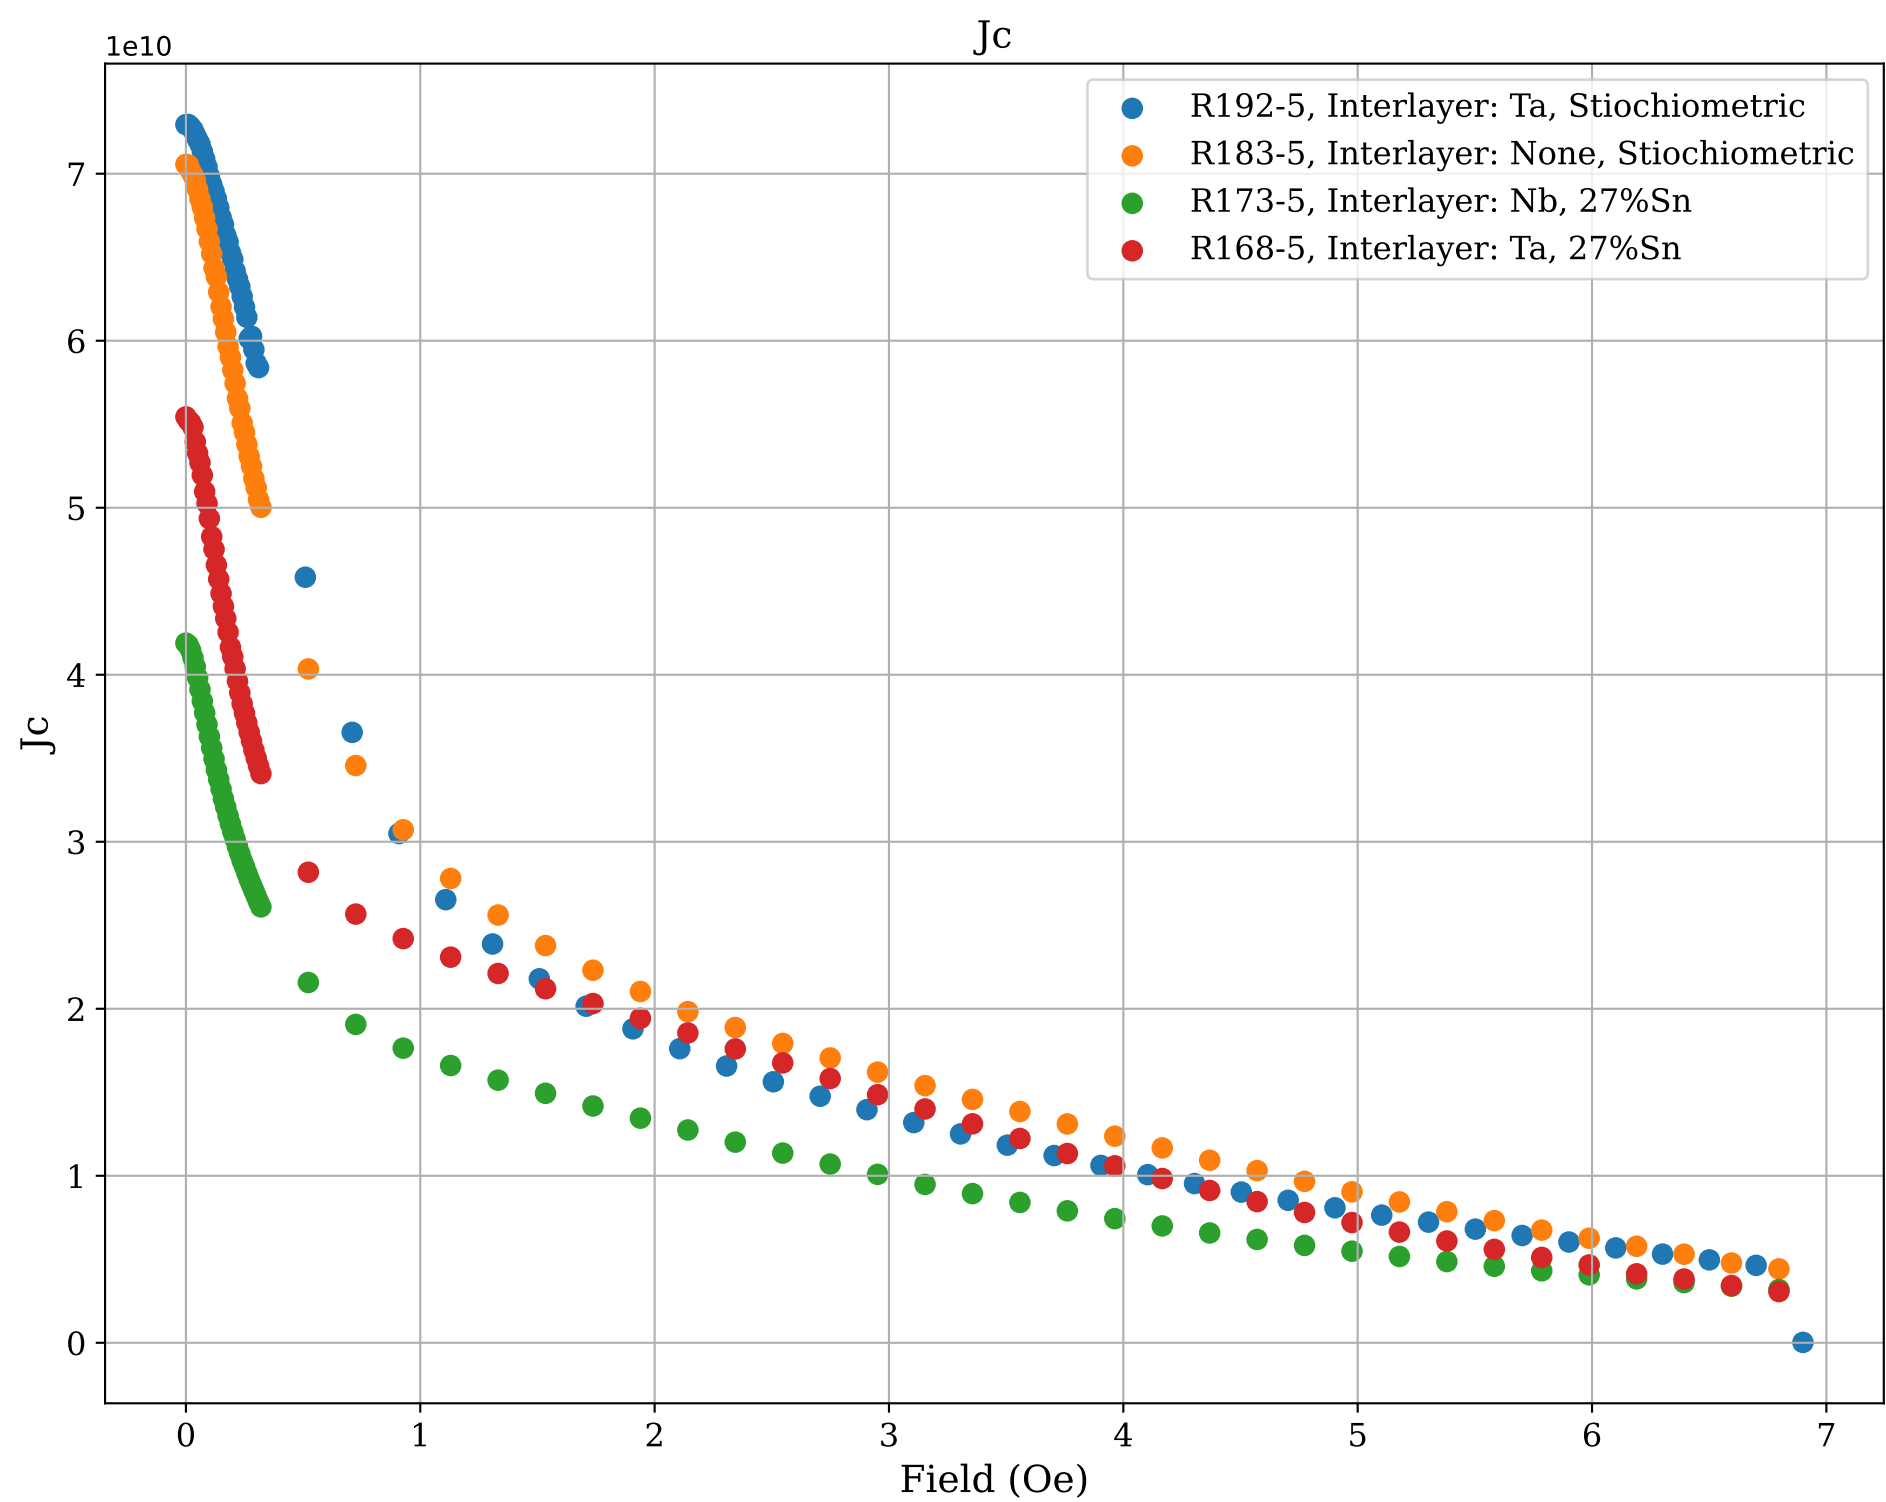 Jc
1e10
R192-5, Interlayer: Ta, Stiochiometric
R183-5, Interlayer: None, Stiochiometric
R173-5, Interlayer: Nb, 27%Sn
R168-5, Interlayer: Ta, 27%Sn
7
6
5
4
3
2
1
0
Jc
0 1 2 3 4 5 6 7
Field (Oe)